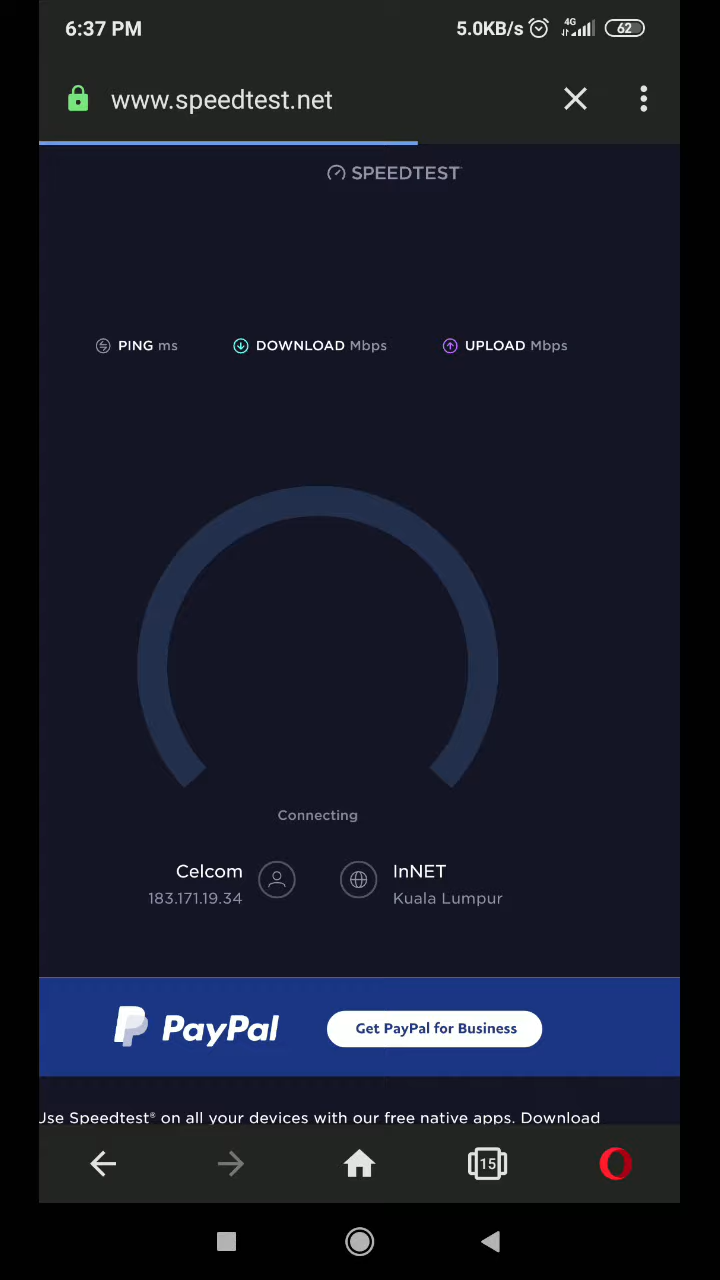 6:37 PM 5.0KB/s 4G 62
www.speedtest.net
SPEEDTEST
PING ms DOWNLOAD Mbps UPLOAD Mbps
Connecting
Celcom InNET
183.171.19.34 Kuala Lumpur
PayPal Get PayPal for Business
Use Speedtest® on all your devices with our free native apps. Download
15